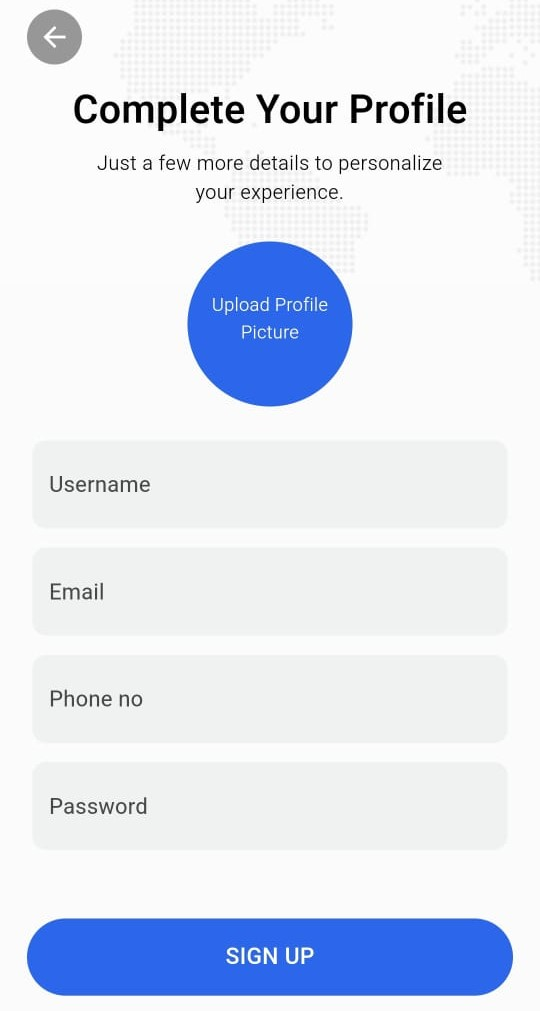 Complete Your Profile
Just a few more details to personalize
your experience.
Upload Profile
Picture
Username
Email
Phone no
Password
SIGN UP